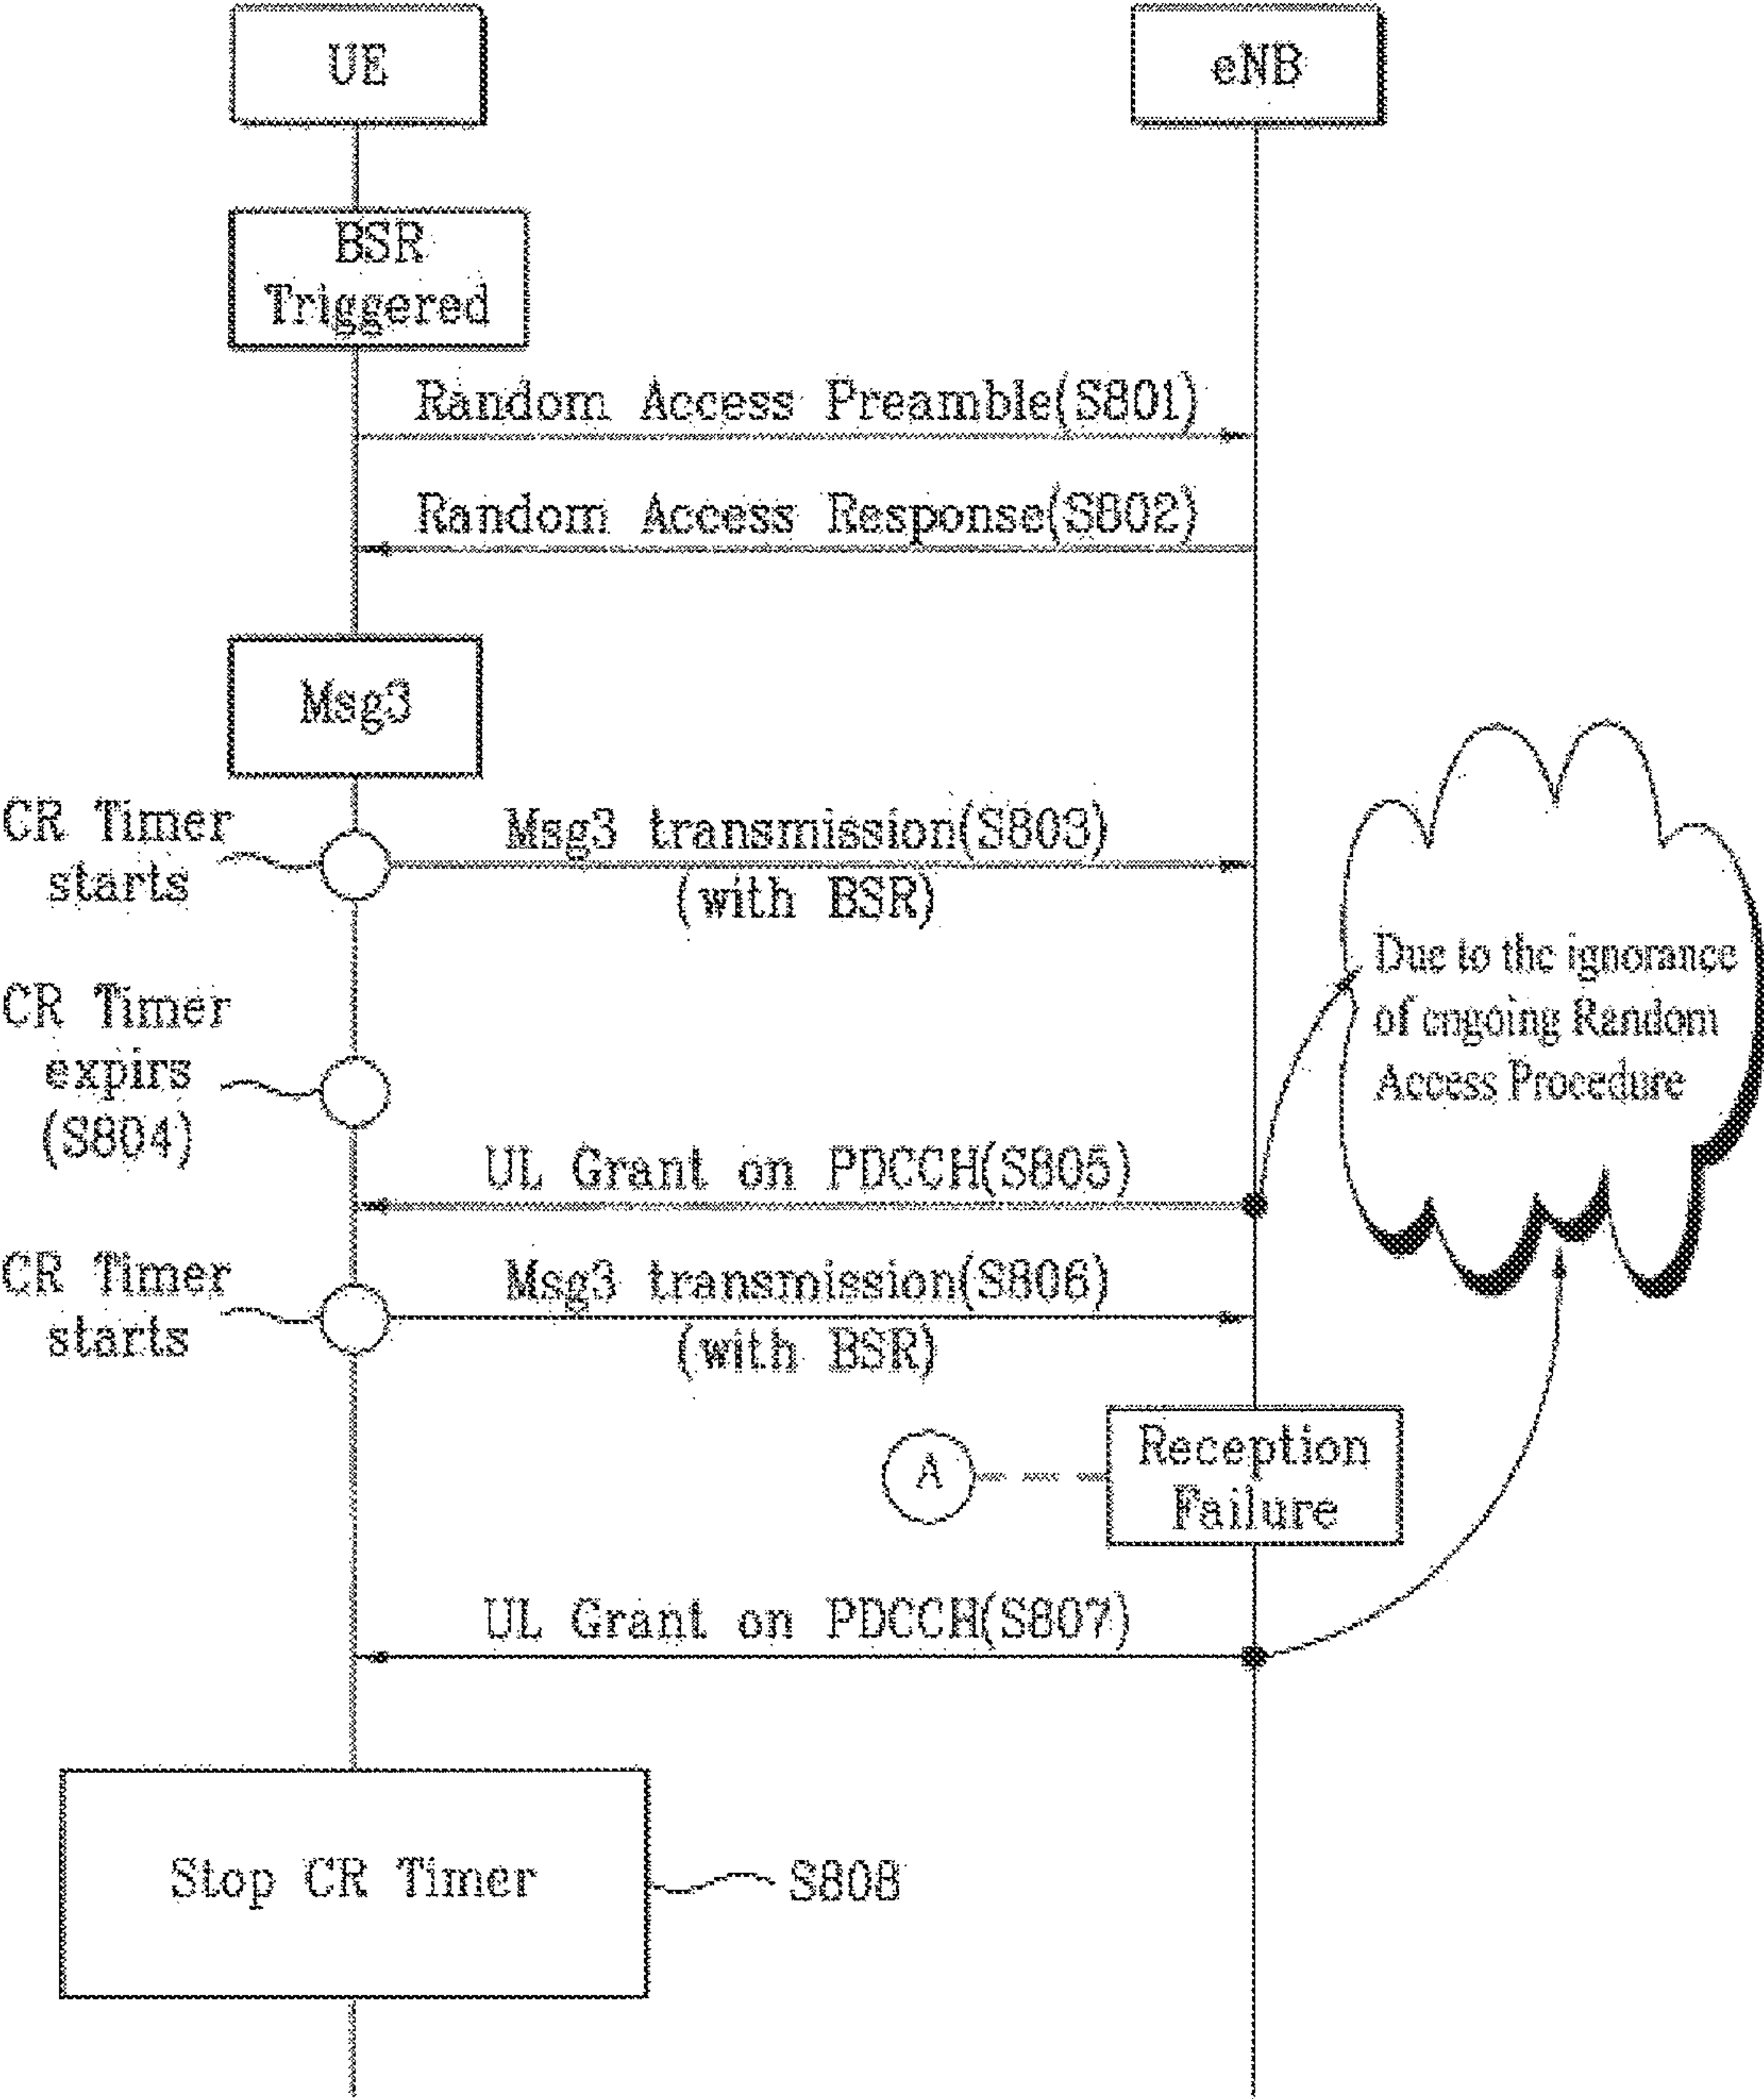 UE
eNB
BSR
Triggered
Random Access Preamble(S801)
Random Access Response(S802)
Msg3
CR Timer
starts
Msg3 transmission(S803)
(with BSR)
Due to the ignorance
of ongoing Random
Access Procedure
CR Timer
expirs
(S804)
UL Grant on PDCCH(S805)
CR Timer
starts
Msg3 transmission(S806)
(with BSR)
A
Reception
Failure
UL Grant on PDCCH(S807)
Stop CR Timer
S808